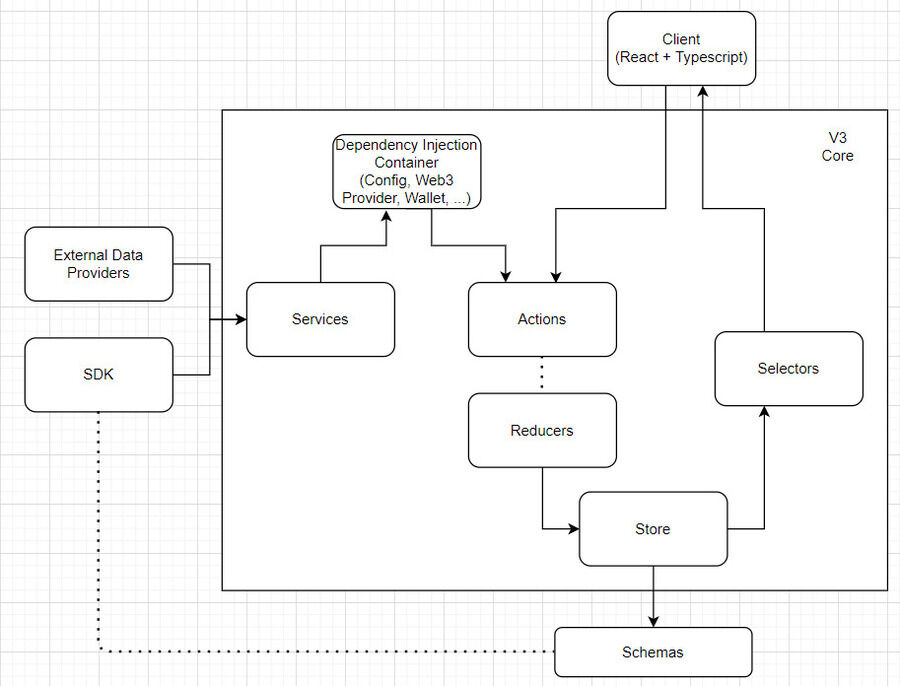 Client
(React + Typescript)
V3
Core
Dependency Injection
Container
(Config, Web3
Provider, Wallet, ...)
External Data
Providers
Services
Actions
SDK
Selectors
Reducers
Store
Schemas